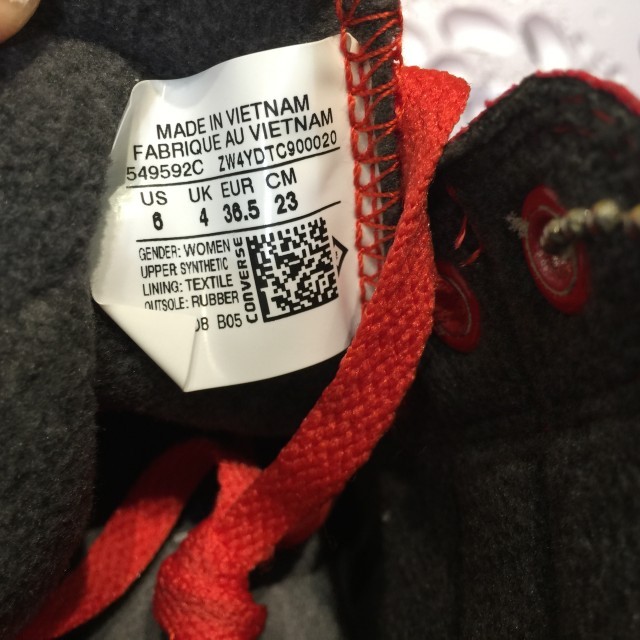 MADE IN VIETNAM
FABRIQUE AU VIETNAM
549592C ZW4YDTC900020
US UK EUR CM
6 4 36.5 23
GENDER: WOMEN
UPPER: SYNTHETIC
LINING: TEXTILE
OUTSOLE: RUBBER
B05
CONVERSE